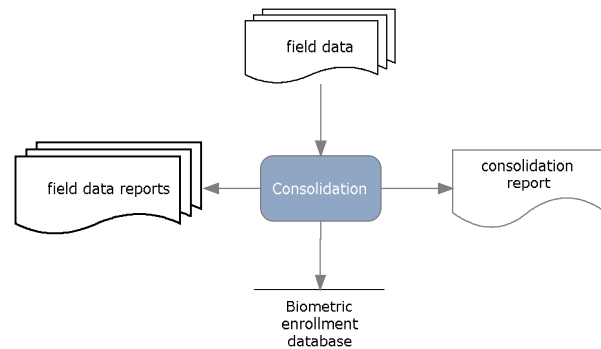 field data
field data reports
Consolidation
consolidation
report
Biometric
enrollment
database